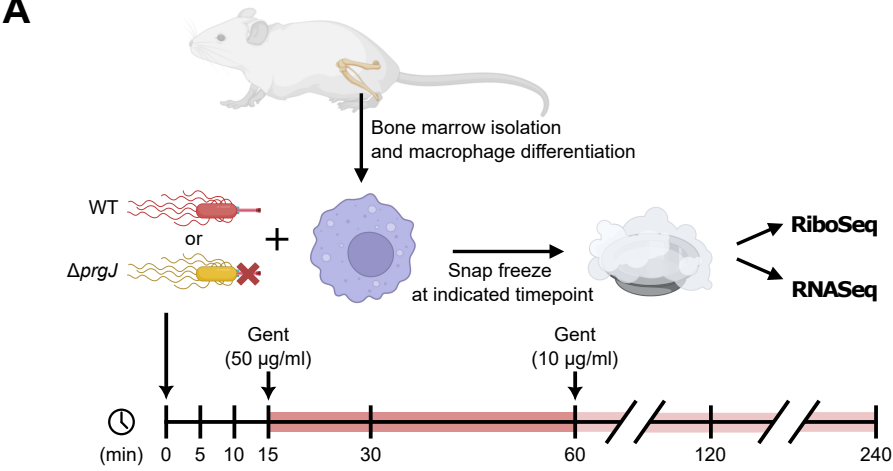 A
Bone marrow isolation
and macrophage differentiation
WT
or
ΔprgJ
+
Snap freeze
at indicated timepoint
RiboSeq
RNASeq
Gent
(50 µg/ml)
Gent
(10 µg/ml)
(min) 0 5 10 15 30 60 120 240